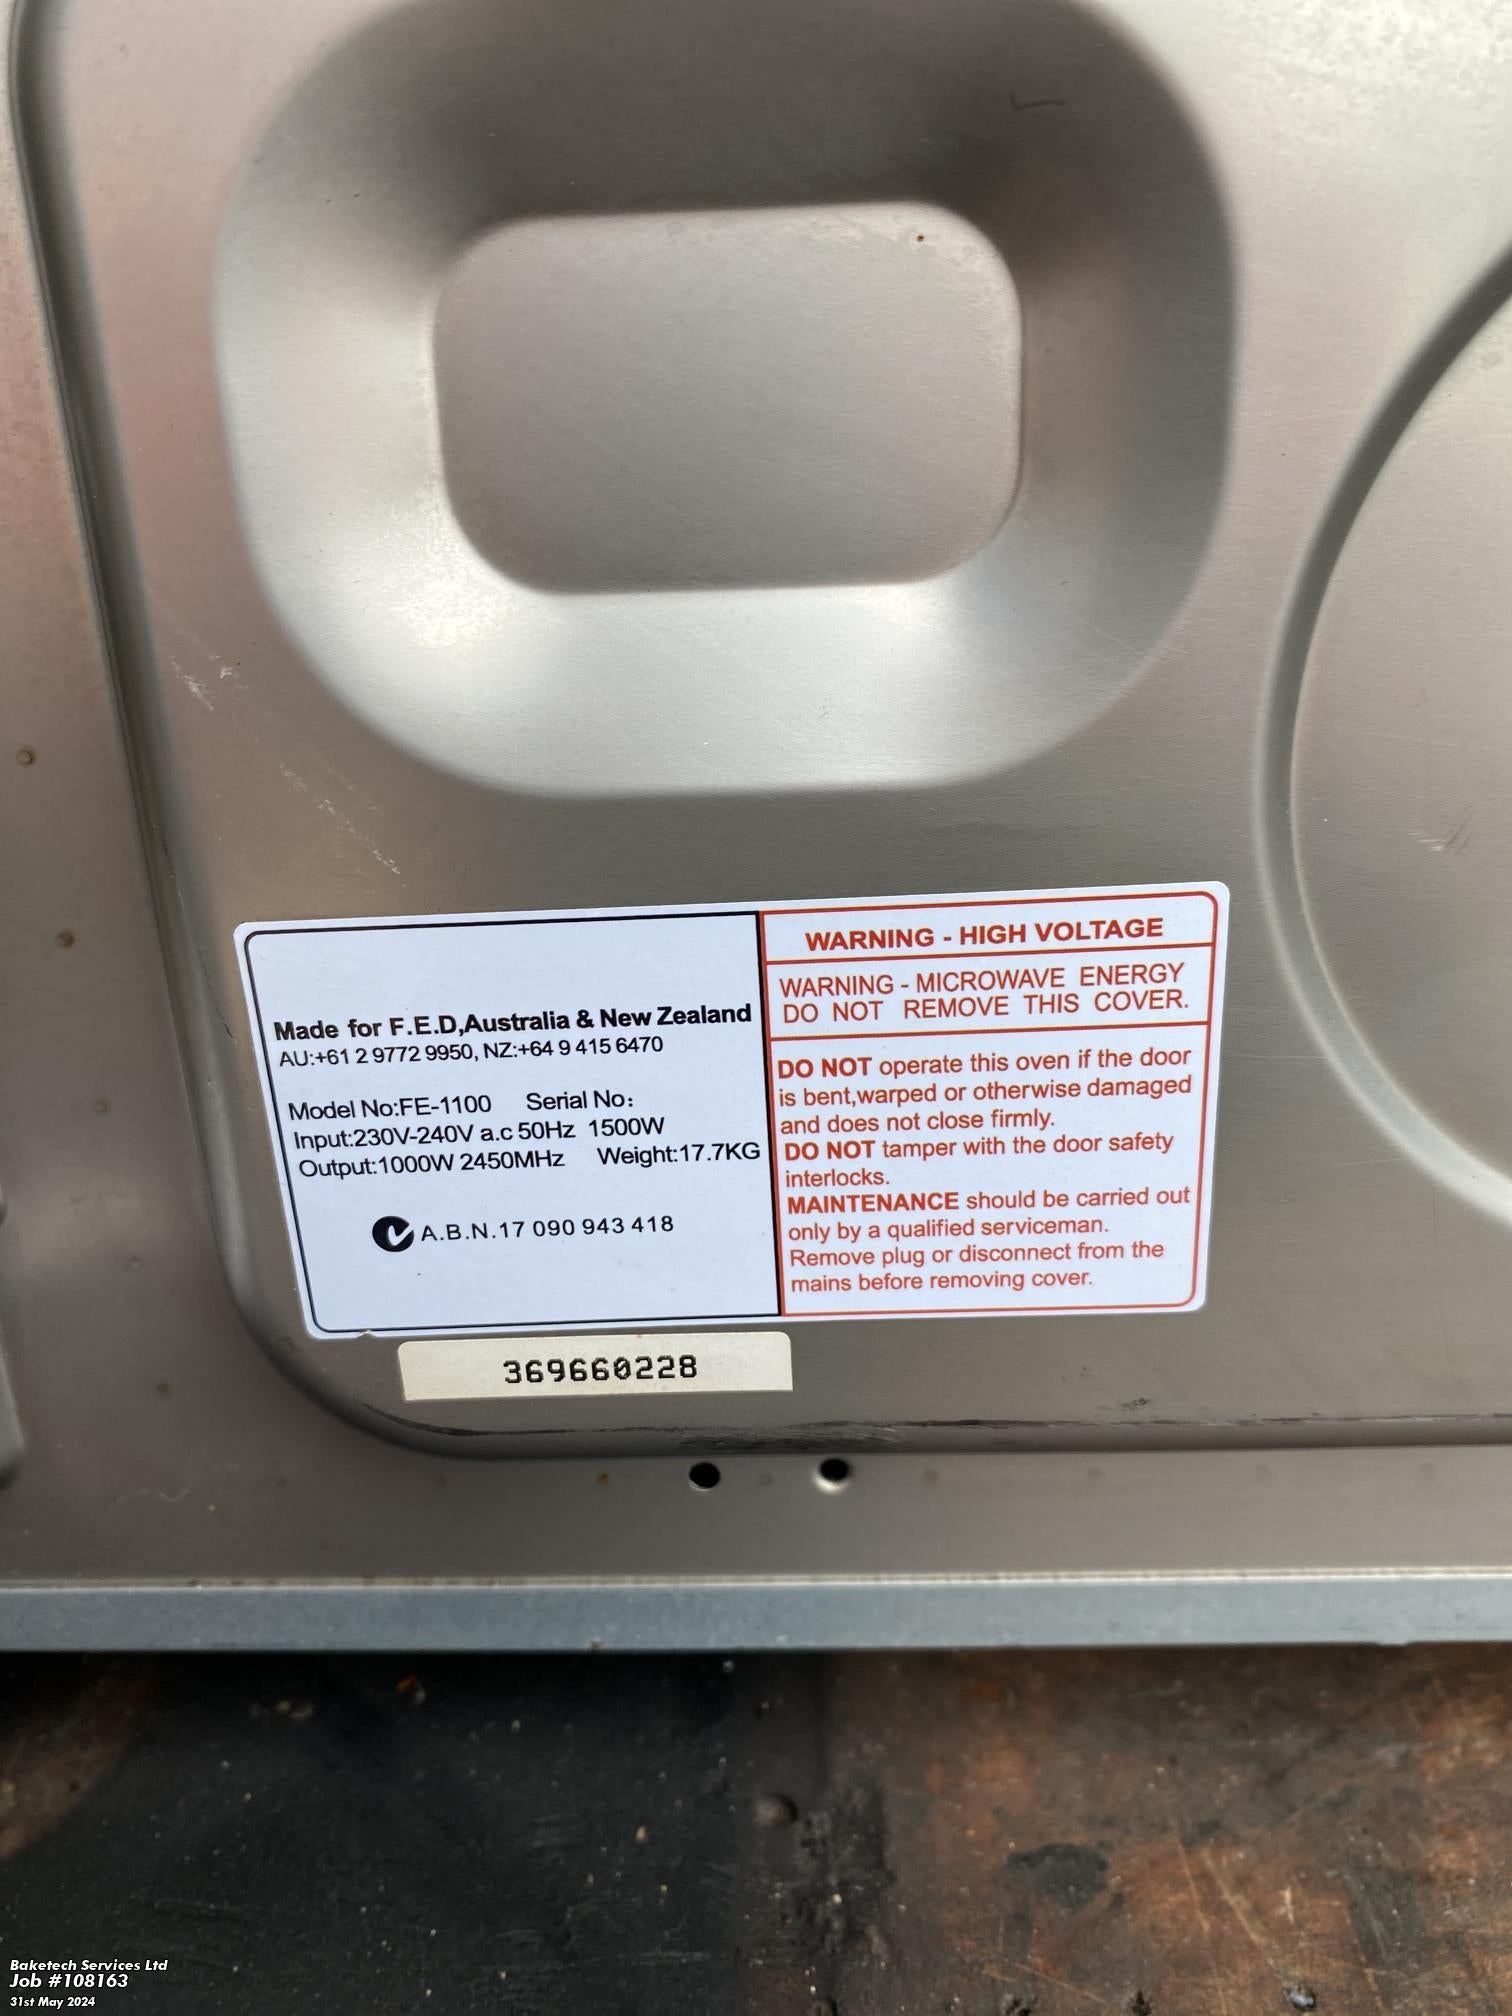 Made for F.E.D,Australia & New Zealand
AU:+61 2 9772 9950, NZ:+64 9 415 6470
Model No:FE-1100 Serial No:
Input:230V-240V a.c 50Hz 1500W
Output:1000W 2450MHz Weight:17.7KG
A.B.N.17 090 943 418
WARNING - HIGH VOLTAGE
WARNING - MICROWAVE ENERGY
DO NOT REMOVE THIS COVER.
DO NOT operate this oven if the door
is bent,warped or otherwise damaged
and does not close firmly.
DO NOT tamper with the door safety
interlocks.
MAINTENANCE should be carried out
only by a qualified serviceman.
Remove plug or disconnect from the
mains before removing cover.
369660228
Baketech Services Ltd
Job #108163
31st May 2024